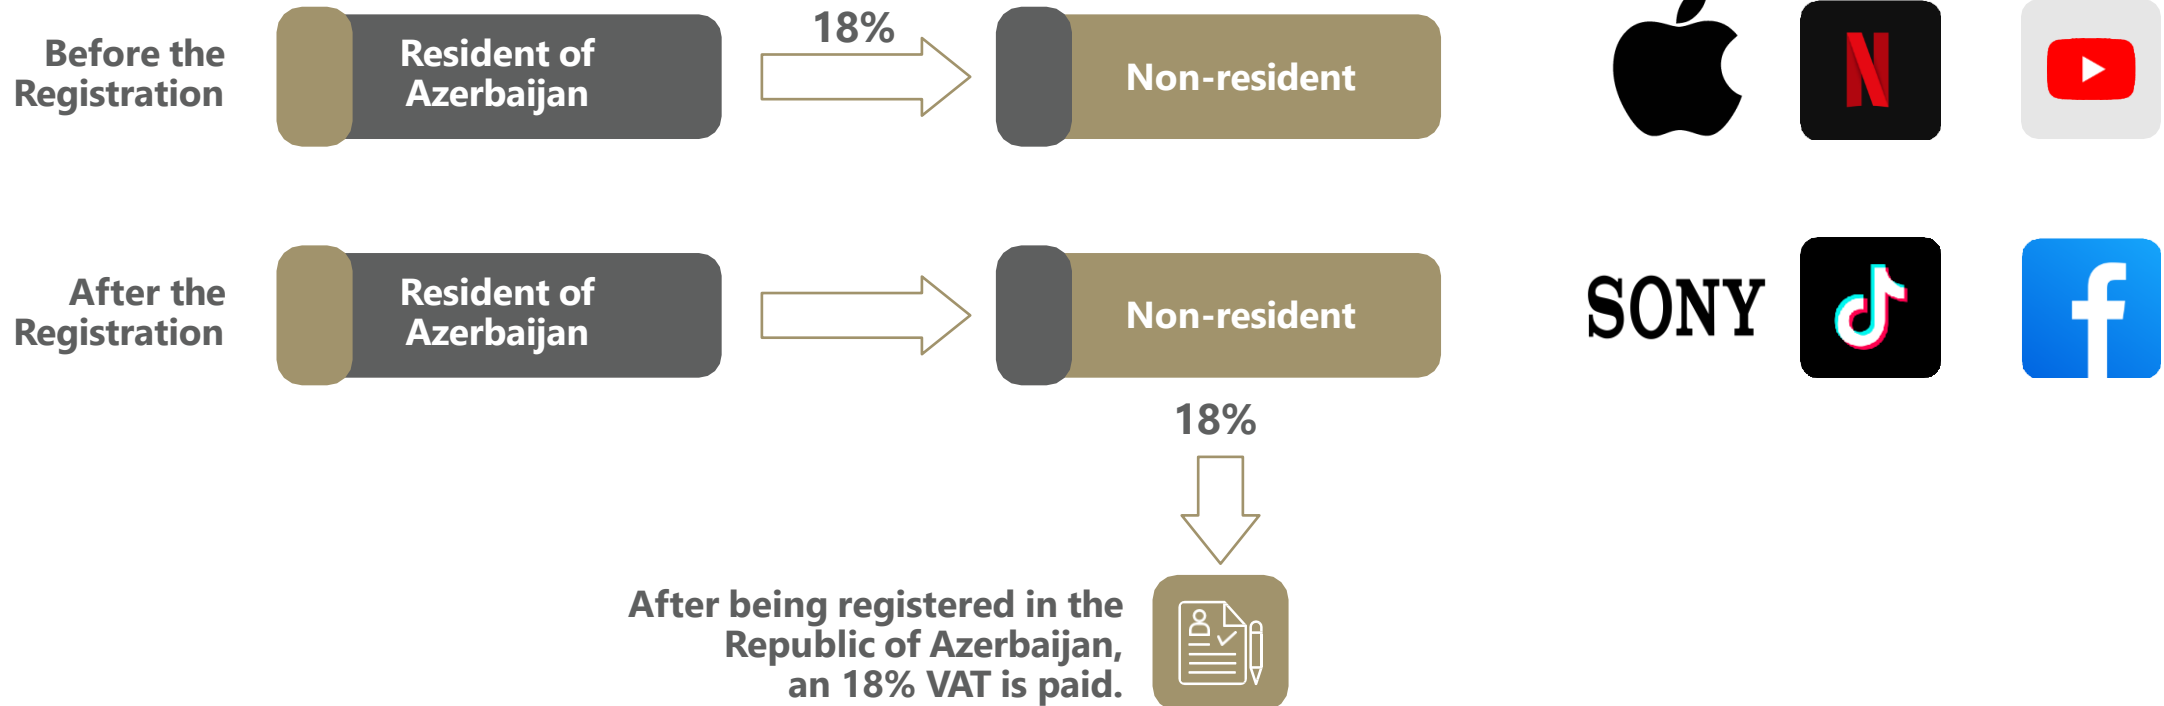 Before the
Registration
Resident of
Azerbaijan
18%
Non-resident
N
After the
Registration
Resident of
Azerbaijan
Non-resident
SONY
f
18%
After being registered in the
Republic of Azerbaijan,
an 18% VAT is paid.